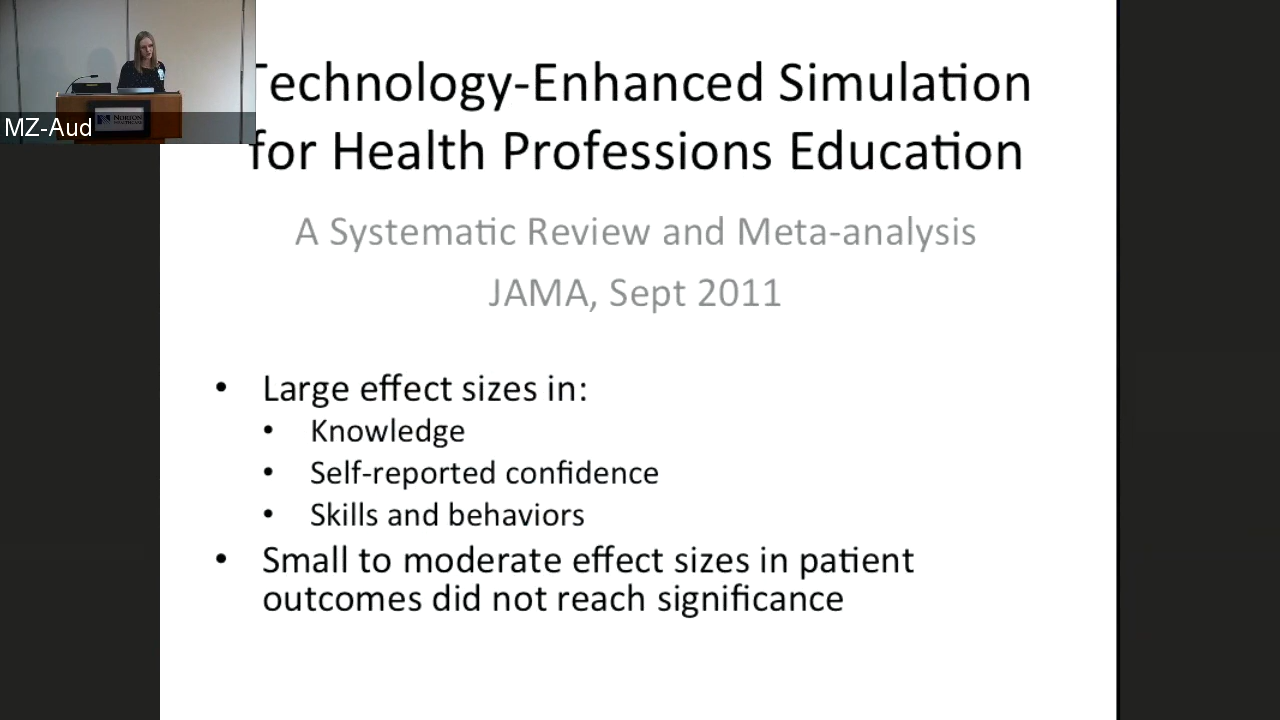 Technology-Enhanced Simulation
for Health Professions Education
A Systematic Review and Meta-analysis
JAMA, Sept 2011
• Large effect sizes in:
• Knowledge
• Self-reported confidence
• Skills and behaviors
• Small to moderate effect sizes in patient
outcomes did not reach significance
MZ-Aud
NORTON